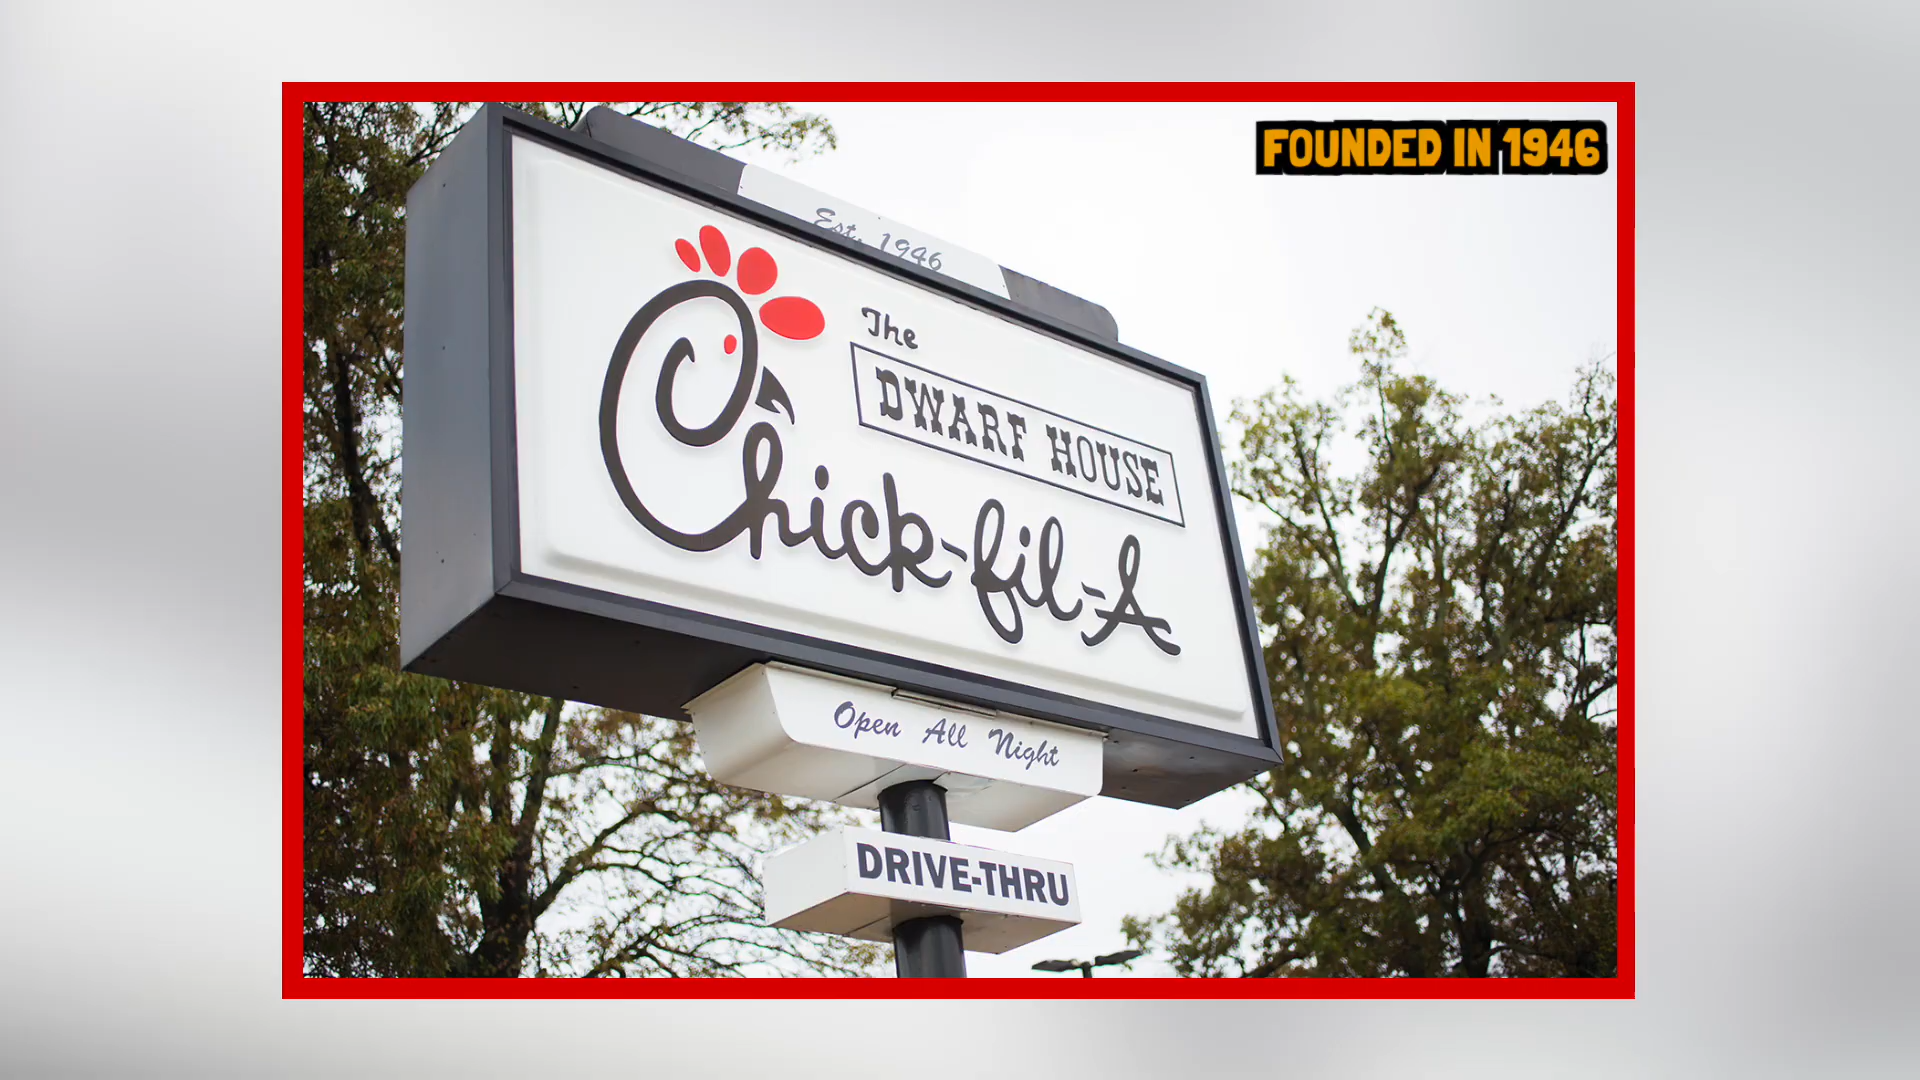 FOUNDED IN 1946
Est. 1946
The
DWARF HOUSE
Chick-fil-A
Open All Night
DRIVE-THRU